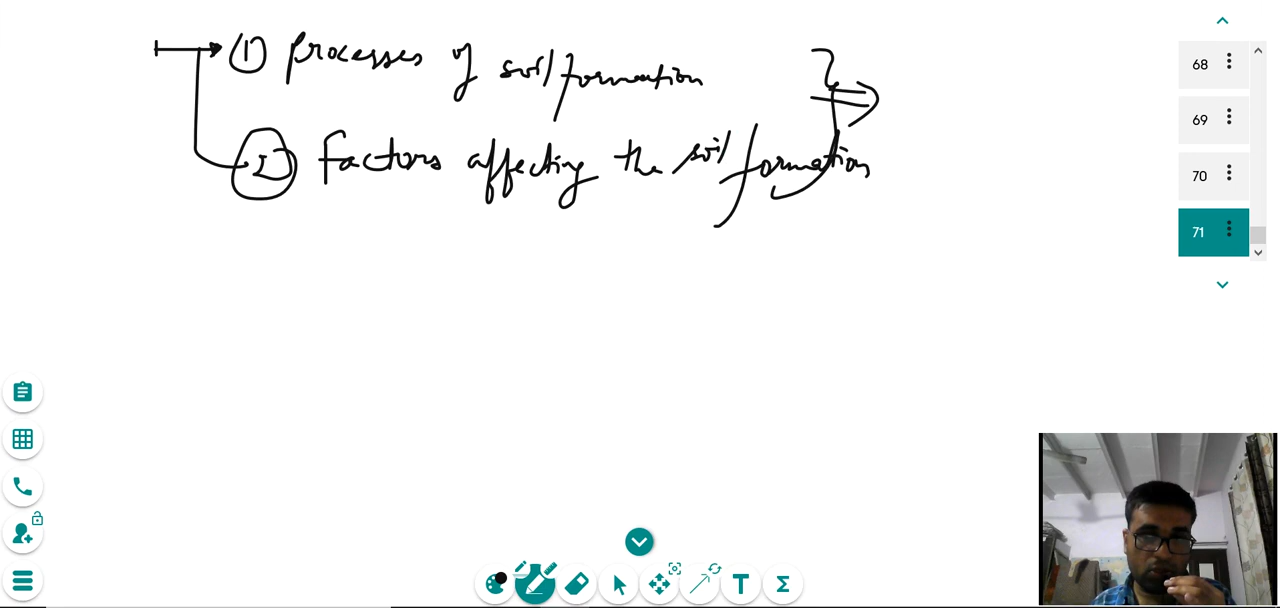 ① processes of soil formation
② factors affecting the soil formation
68
69
70
71
T
Σ